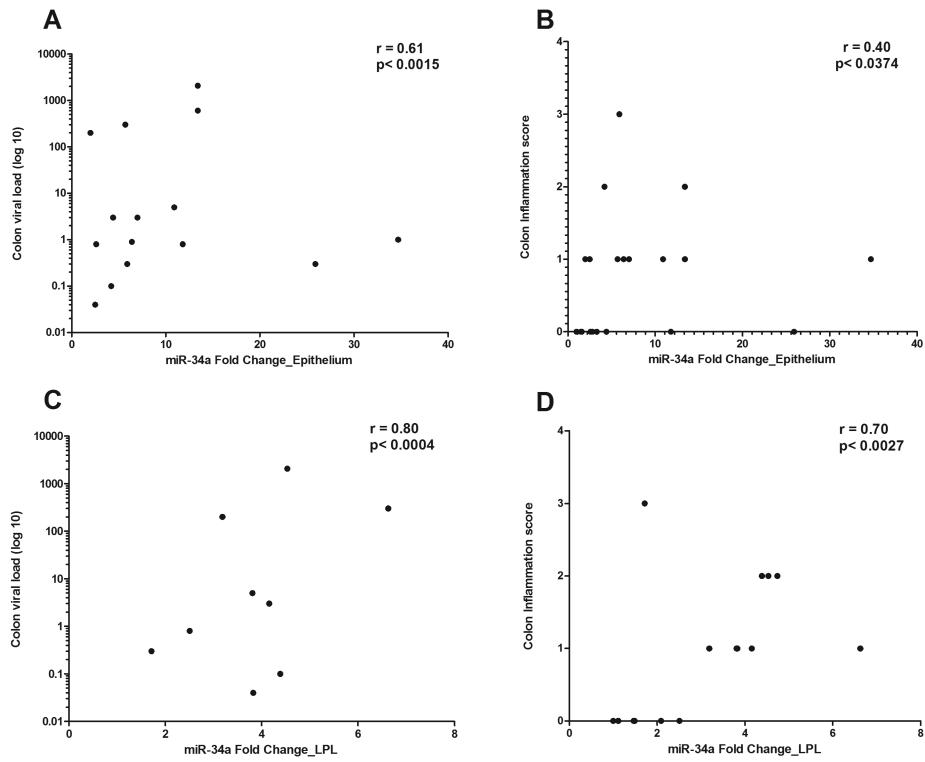 A
r = 0.61
p< 0.0015
Colon viral load (log 10)
10000
1000
100
10
1
0.1
0.01
0
10
20
30
40
miR-34a Fold Change_Epithelium
B
r = 0.40
p< 0.0374
Colon Inflammation score
4
3
2
1
0
0
10
20
30
40
miR-34a Fold Change_Epithelium
C
r = 0.80
p< 0.0004
Colon viral load (log 10)
10000
1000
100
10
1
0.1
0.01
0
2
4
6
8
miR-34a Fold Change_LPL
D
r = 0.70
p< 0.0027
Colon Inflammation score
4
3
2
1
0
0
2
4
6
8
miR-34a Fold Change_LPL